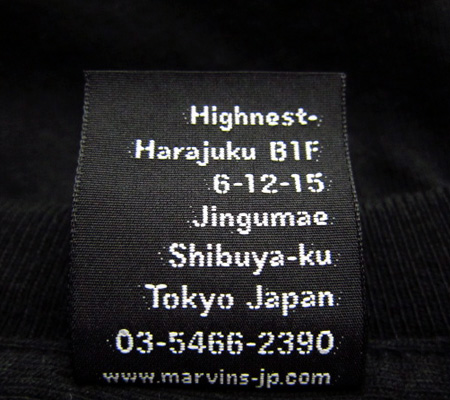 Highnest-
Harajuku B1F
6-12-15
Jingumae
Shibuya-ku
Tokyo Japan
03-5466-2390
www.marvins-jp.com